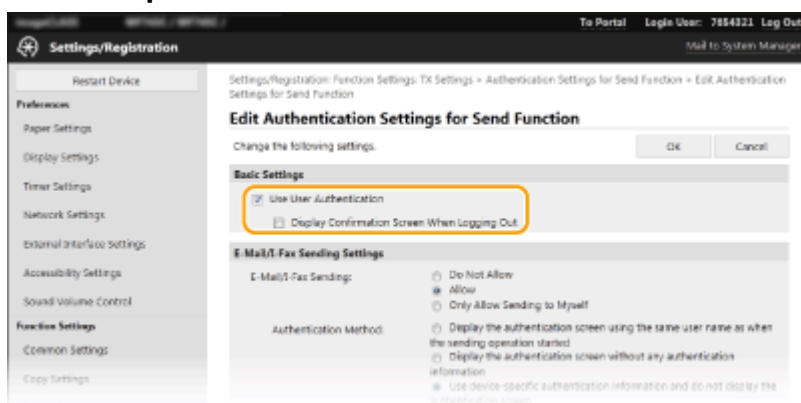 To Portal Login User: 7654321 Log Out
Settings/Registration
Mail to System Manager
Restart Device
Preferences
Paper Settings
Display Settings
Timer Settings
Network Settings
External Interface Settings
Accessibility Settings
Sound Volume Control
Function Settings
Common Settings
Copy Settings
Settings/Registration: Function Settings: TX Settings > Authentication Settings for Send Function > Edit Authentication
Settings for Send Function
Edit Authentication Settings for Send Function
Change the following settings.
OK Cancel
Basic Settings
Use User Authentication
Display Confirmation Screen When Logging Out
E-Mail/I-Fax Sending Settings
E-Mail/I-Fax Sending:
Do Not Allow
Allow
Only Allow Sending to Myself
Authentication Method:
Display the authentication screen using the same user name as when
the sending operation started
Display the authentication screen without any authentication
information
Use device-specific authentication information and do not display the
authentication screen